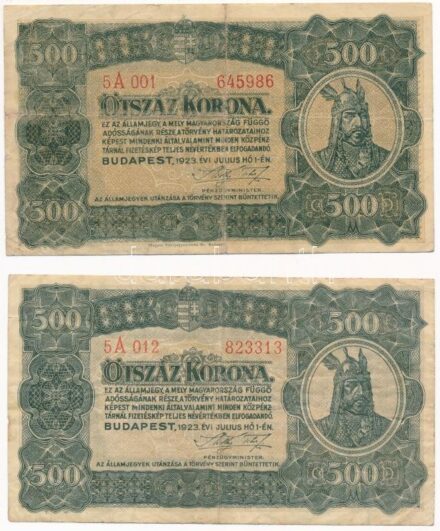 500 500
5A 001 645986
ÖTSZÁZ KORONA.
EZ AZ ÁLLAMJEGY, A MELY MAGYARORSZÁG FÜGGŐ
ADÓSSÁGÁNAK RÉSZE, A TÖRVÉNY HATÁROZATAIHOZ
KÉPEST MINDENKI ÁLTAL, VALAMINT MINDEN KÖZPÉNZ-
TÁRNÁL FIZETÉSKÉP TELJES NÉVÉRTÉKBEN ELFOGADANDÓ.
BUDAPEST, 1923. ÉVI JULIUS HÓ 1-ÉN.
PÉNZÜGYMINISTER.
500 500
AZ ÁLLAMJEGYEK UTÁNZÁSA A TÖRVÉNY SZERINT BÜNTETTETIK.
500 500
5A 012 823313
ÖTSZÁZ KORONA.
EZ AZ ÁLLAMJEGY, A MELY MAGYARORSZÁG FÜGGŐ
ADÓSSÁGÁNAK RÉSZE, A TÖRVÉNY HATÁROZATAIHOZ
KÉPEST MINDENKI ÁLTAL, VALAMINT MINDEN KÖZPÉNZ-
TÁRNÁL FIZETÉSKÉP TELJES NÉVÉRTÉKBEN ELFOGADANDÓ.
BUDAPEST, 1923. ÉVI JULIUS HÓ 1-ÉN.
PÉNZÜGYMINISTER.
500 500
AZ ÁLLAMJEGYEK UTÁNZÁSA A TÖRVÉNY SZERINT BÜNTETTETIK.